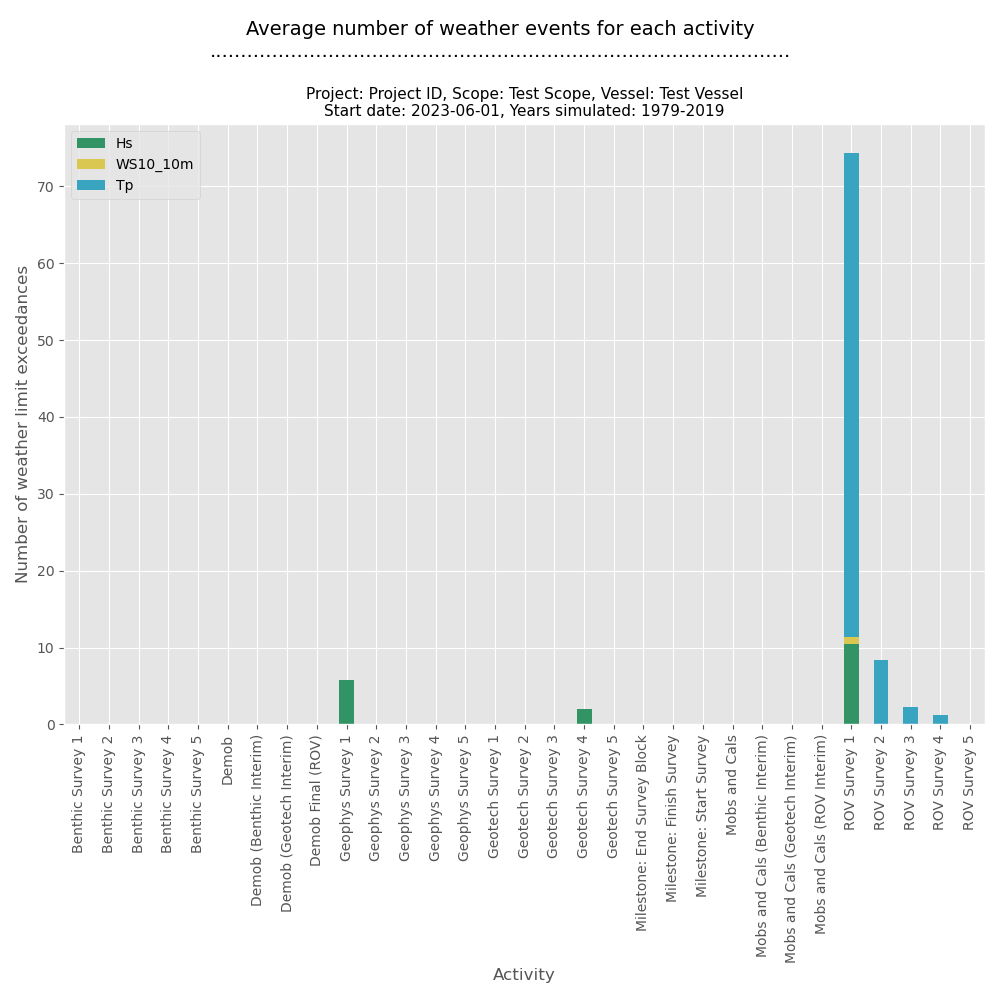 Average number of weather events for each activity
Project: Project ID, Scope: Test Scope, Vessel: Test Vessel
Start date: 2023-06-01, Years simulated: 1979-2019
Hs
WS10_10m
Tp
Number of weather limit exceedances
70
60
50
40
30
20
10
0
Benthic Survey 1
Benthic Survey 2
Benthic Survey 3
Benthic Survey 4
Benthic Survey 5
Demob
Demob (Benthic Interim)
Demob (Geotech Interim)
Demob Final (ROV)
Geophys Survey 1
Geophys Survey 2
Geophys Survey 3
Geophys Survey 4
Geophys Survey 5
Geotech Survey 1
Geotech Survey 2
Geotech Survey 3
Geotech Survey 4
Geotech Survey 5
Milestone: End Survey Block
Milestone: Finish Survey
Milestone: Start Survey
Mobs and Cals
Mobs and Cals (Benthic Interim)
Mobs and Cals (Geotech Interim)
Mobs and Cals (ROV Interim)
ROV Survey 1
ROV Survey 2
ROV Survey 3
ROV Survey 4
ROV Survey 5
Activity